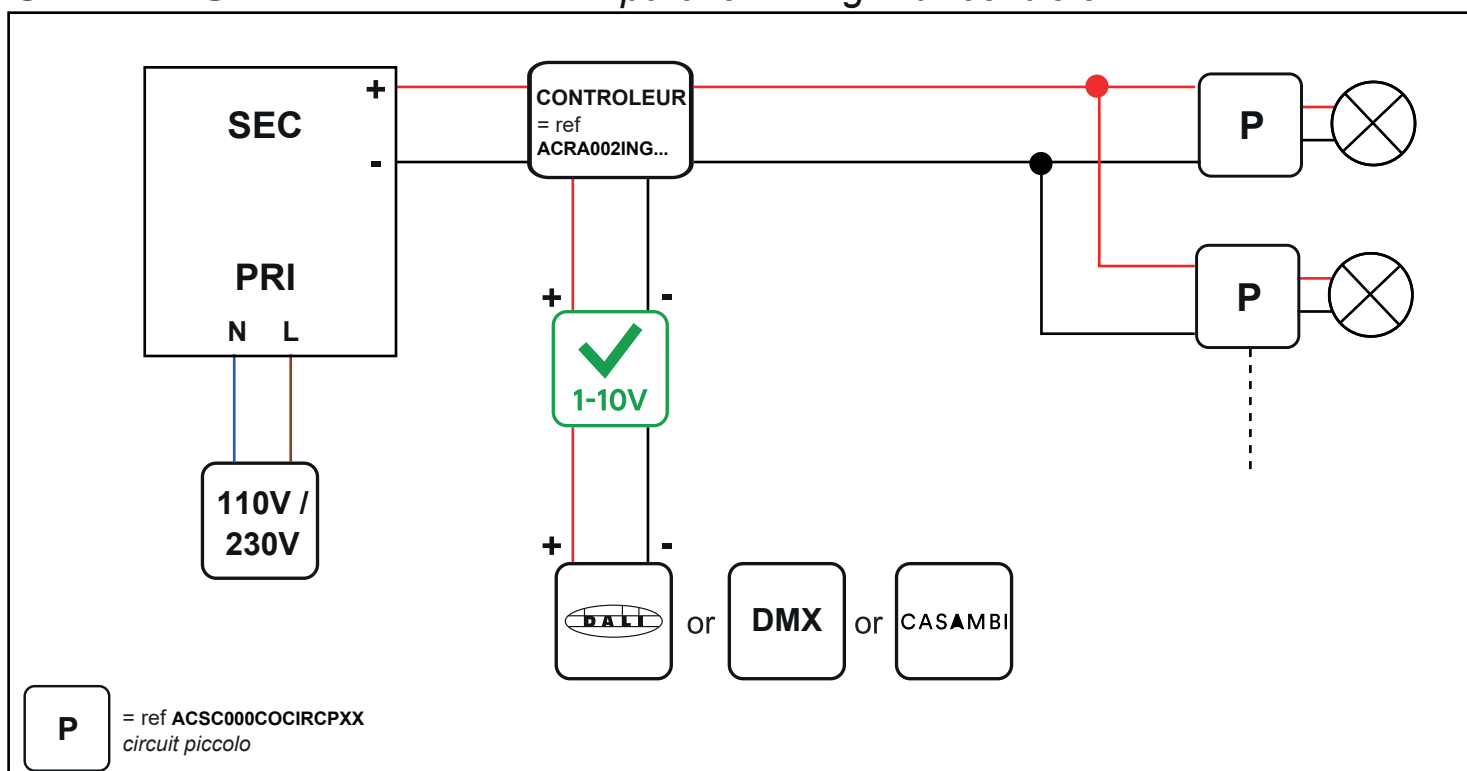 SEC
+
-
PRI
N L
110V /
230V
CONTROLEUR
= ref
ACRA002ING...
+ -
1-10V
+ -
DALI or DMX or CASAMBI
P
P
P
= ref ACSC000COCIRCPXX
circuit piccolo